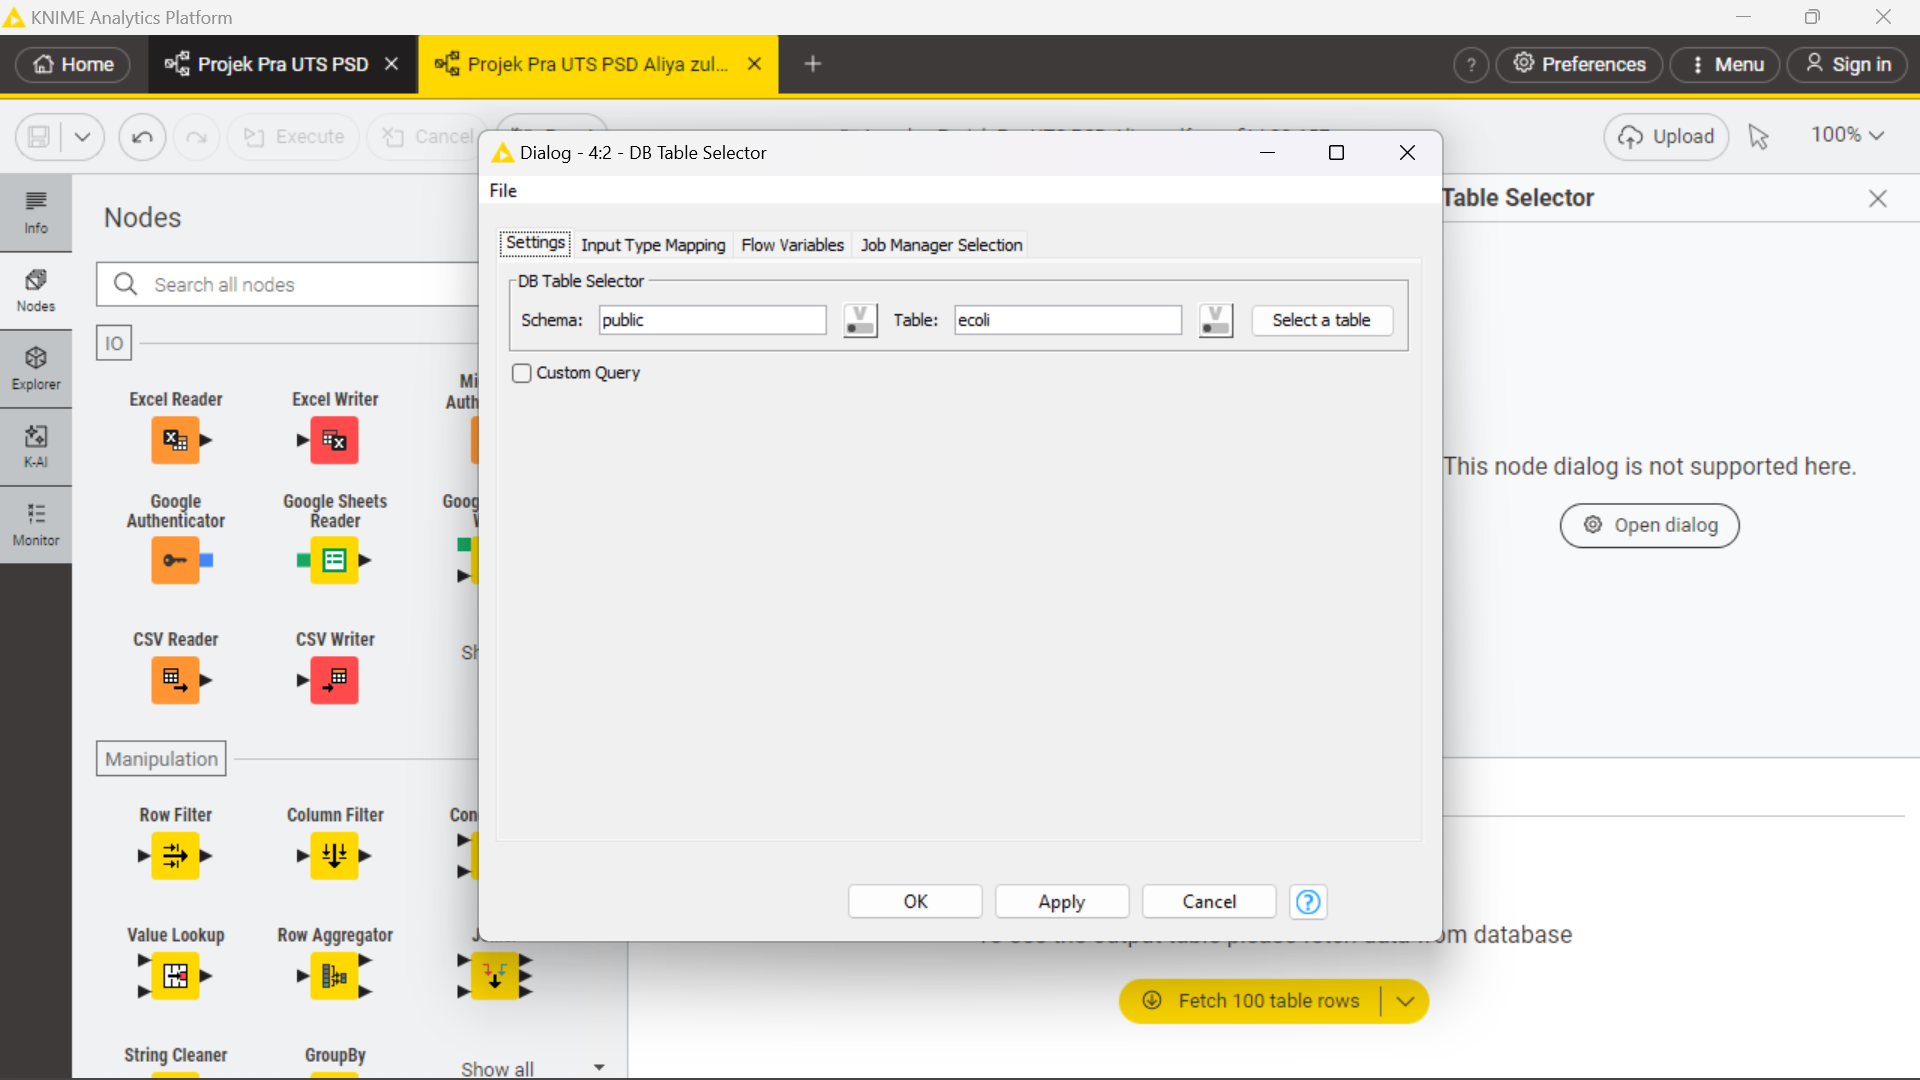 KNIME Analytics Platform
Home
Projek Pra UTS PSD
Projek Pra UTS PSD Aliya zul...
Preferences
Menu
Sign in
Execute
Cancel
Upload
100%
Dialog - 4:2 - DB Table Selector
File
Table Selector
Info
Nodes
Explorer
K-AI
Monitor
Nodes
Search all nodes
Settings
Input Type Mapping
Flow Variables
Job Manager Selection
DB Table Selector
Schema:
public
Table:
ecoli
Select a table
Custom Query
IO
Excel Reader
Excel Writer
Mi
Auth
Google
Authenticator
Google Sheets
Reader
Goog
CSV Reader
CSV Writer
Sh
This node dialog is not supported here.
Open dialog
Manipulation
Row Filter
Column Filter
Con
Value Lookup
Row Aggregator
String Cleaner
GroupBy
Show all
OK
Apply
Cancel
om database
Fetch 100 table rows